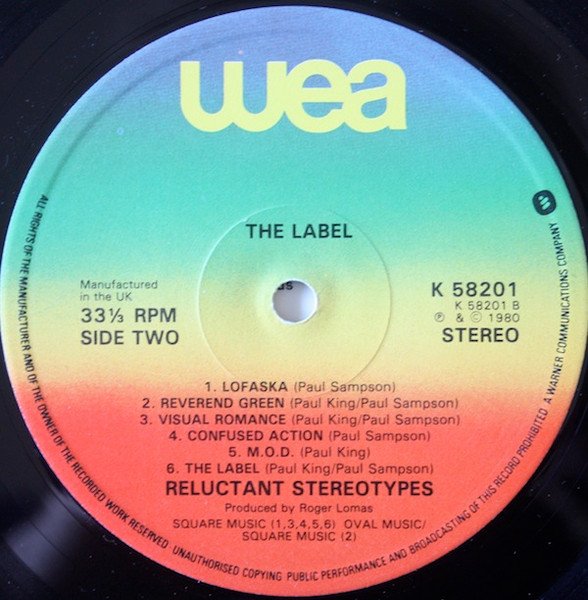 wea
THE LABEL
Manufactured
in the UK
33⅓ RPM
SIDE TWO
K 58201
K 58201 B
Ⓟ & © 1980
STEREO
1. LOFASKA (Paul Sampson)
2. REVEREND GREEN (Paul King/Paul Sampson)
3. VISUAL ROMANCE (Paul King/Paul Sampson)
4. CONFUSED ACTION (Paul Sampson)
5. M.O.D. (Paul King)
6. THE LABEL (Paul King/Paul Sampson)
RELUCTANT STEREOTYPES
Produced by Roger Lomas
SQUARE MUSIC (1,3,4,5,6) OVAL MUSIC/
SQUARE MUSIC (2)
ALL RIGHTS OF THE MANUFACTURER AND OF THE OWNER OF THE RECORDED WORK RESERVED. UNAUTHORISED COPYING PUBLIC PERFORMANCE AND BROADCASTING OF THIS RECORD PROHIBITED. A WARNER COMMUNICATIONS COMPANY